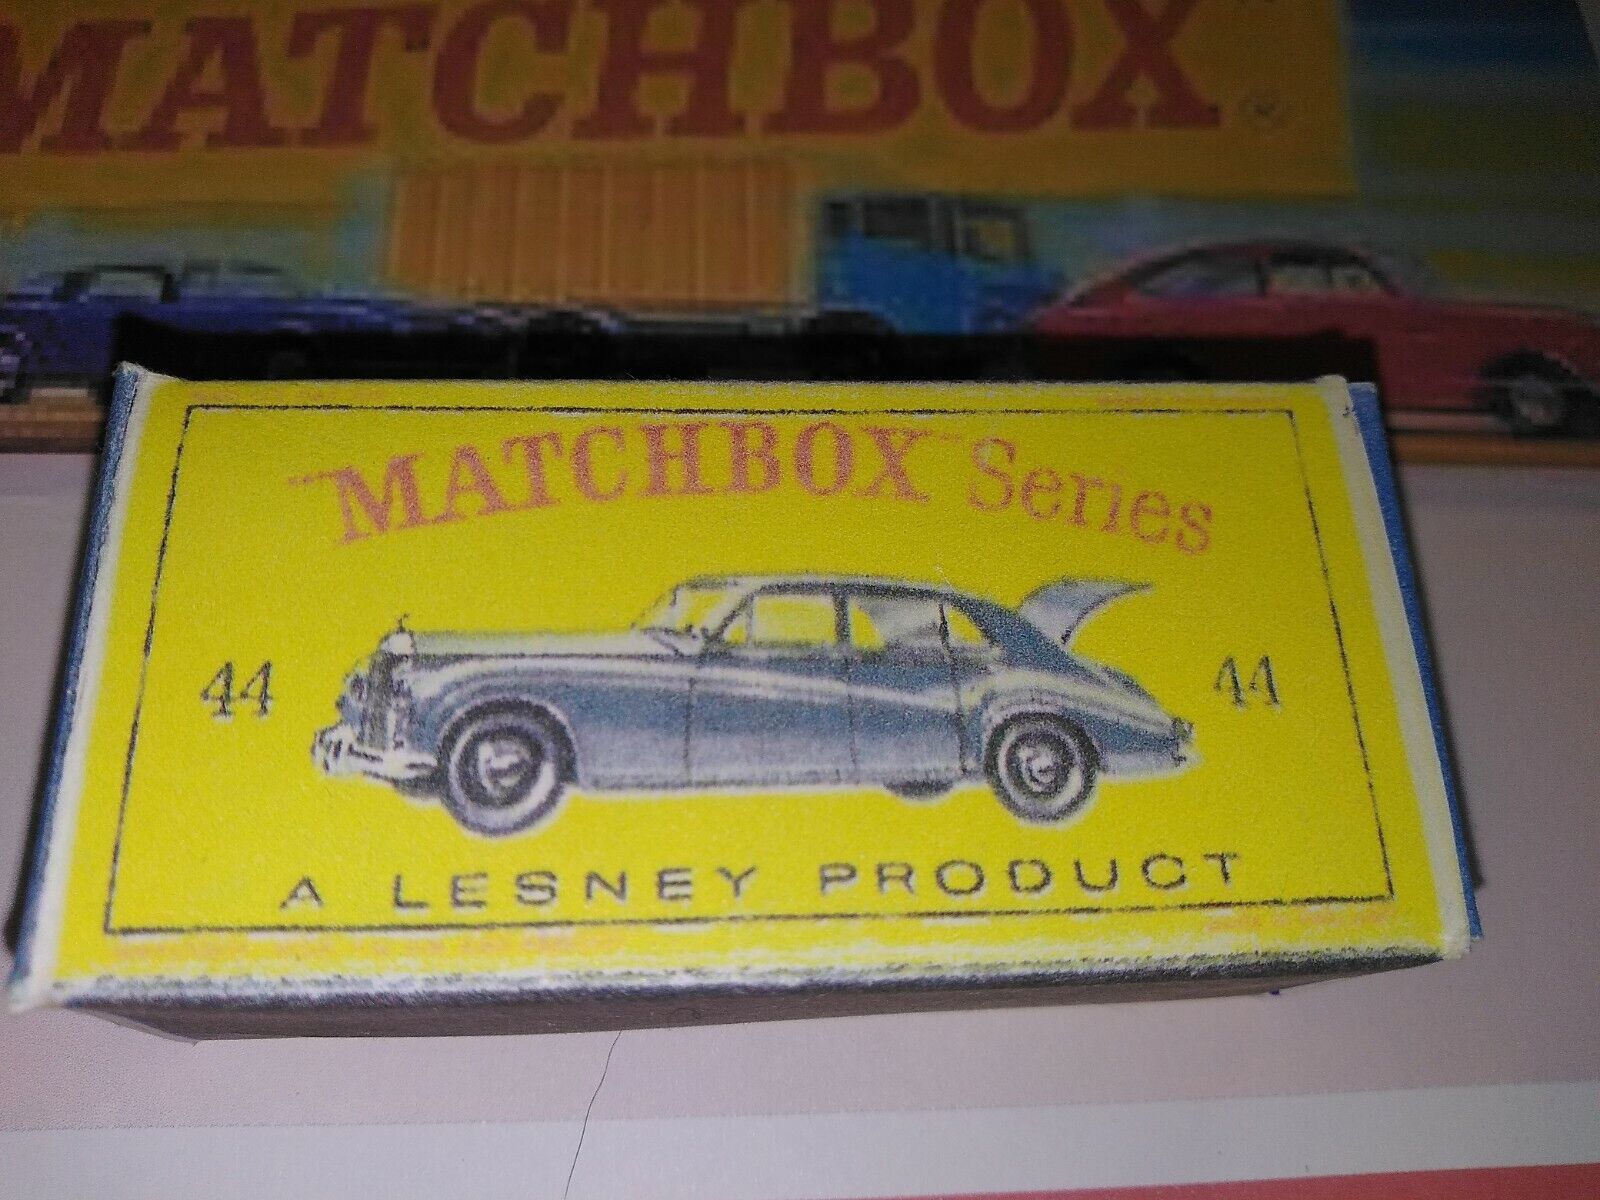 MATCHBOX
"MATCHBOX" Series
44
44
A LESNEY PRODUCT